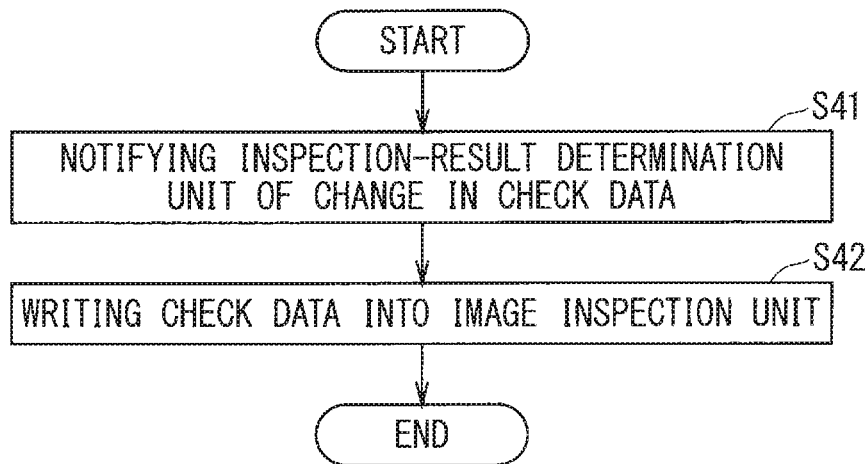 START
S41
NOTIFYING INSPECTION-RESULT DETERMINATION
UNIT OF CHANGE IN CHECK DATA
S42
WRITING CHECK DATA INTO IMAGE INSPECTION UNIT
END